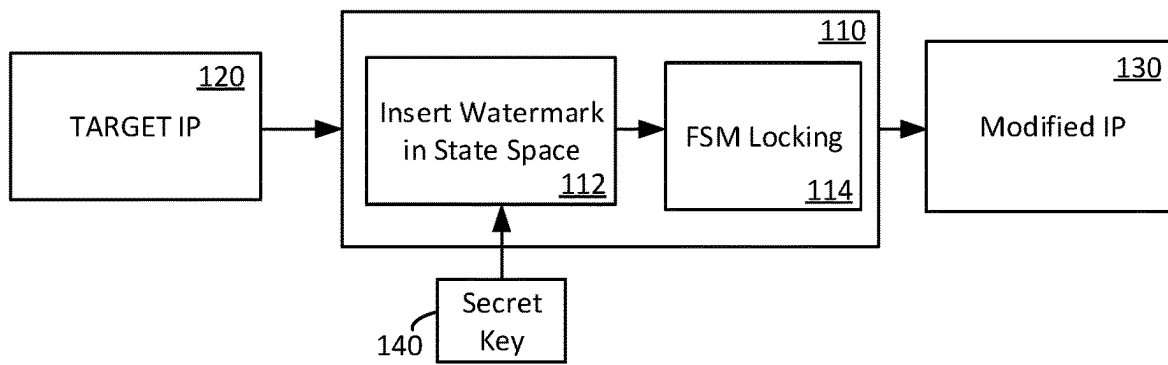 120
TARGET IP
110
Insert Watermark
in State Space
112
FSM Locking
114
130
Modified IP
140
Secret
Key